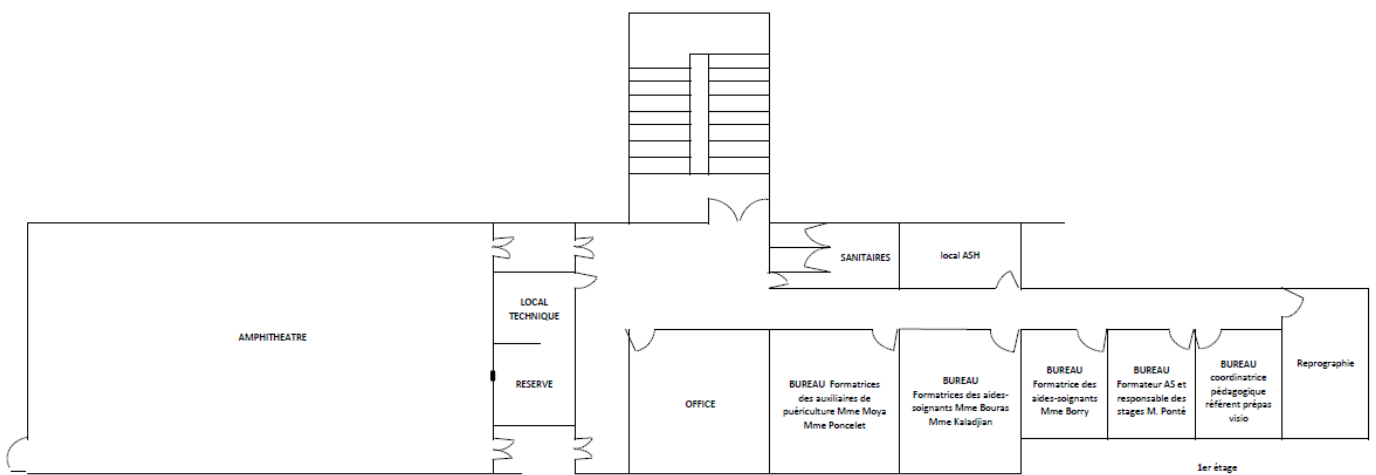 SANITAIRES
local ASH
LOCAL
TECHNIQUE
AMPHITHEATRE
RESERVE
OFFICE
BUREAU Formatrices
des auxiliaires de
puériculture Mme Moya
Mme Poncelet
BUREAU
Formatrices des aides-
soignants Mme Bouras
Mme Kaladjian
BUREAU
Formatrice des
aides-soignants
Mme Borry
BUREAU
Formateur AS et
responsable des
stages M. Ponté
BUREAU
coordinatrice
pédagogique
référent prépas
visio
Reprographie
1er étage